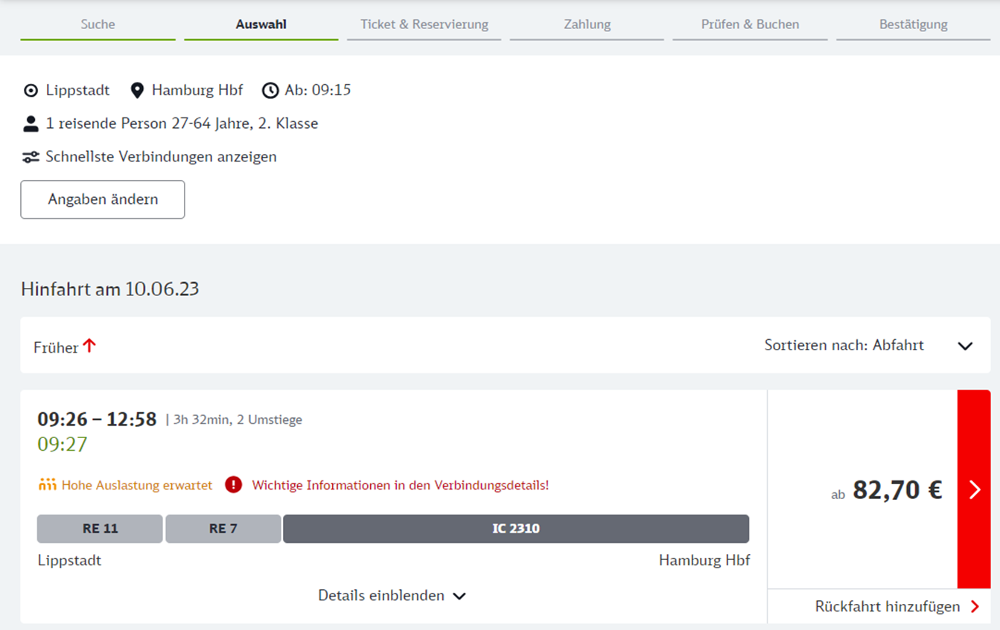 Suche Auswahl Ticket & Reservierung Zahlung Prüfen & Buchen Bestätigung
Lippstadt Hamburg Hbf Ab: 09:15
1 reisende Person 27-64 Jahre, 2. Klasse
Schnellste Verbindungen anzeigen
Angaben ändern
Hinfahrt am 10.06.23
Früher Sortieren nach: Abfahrt
09:26 – 12:58 | 3h 32min, 2 Umstiege
09:27
Hohe Auslastung erwartet ! Wichtige Informationen in den Verbindungsdetails!
ab 82,70 €
RE 11 RE 7 IC 2310
Lippstadt Hamburg Hbf
Details einblenden
Rückfahrt hinzufügen